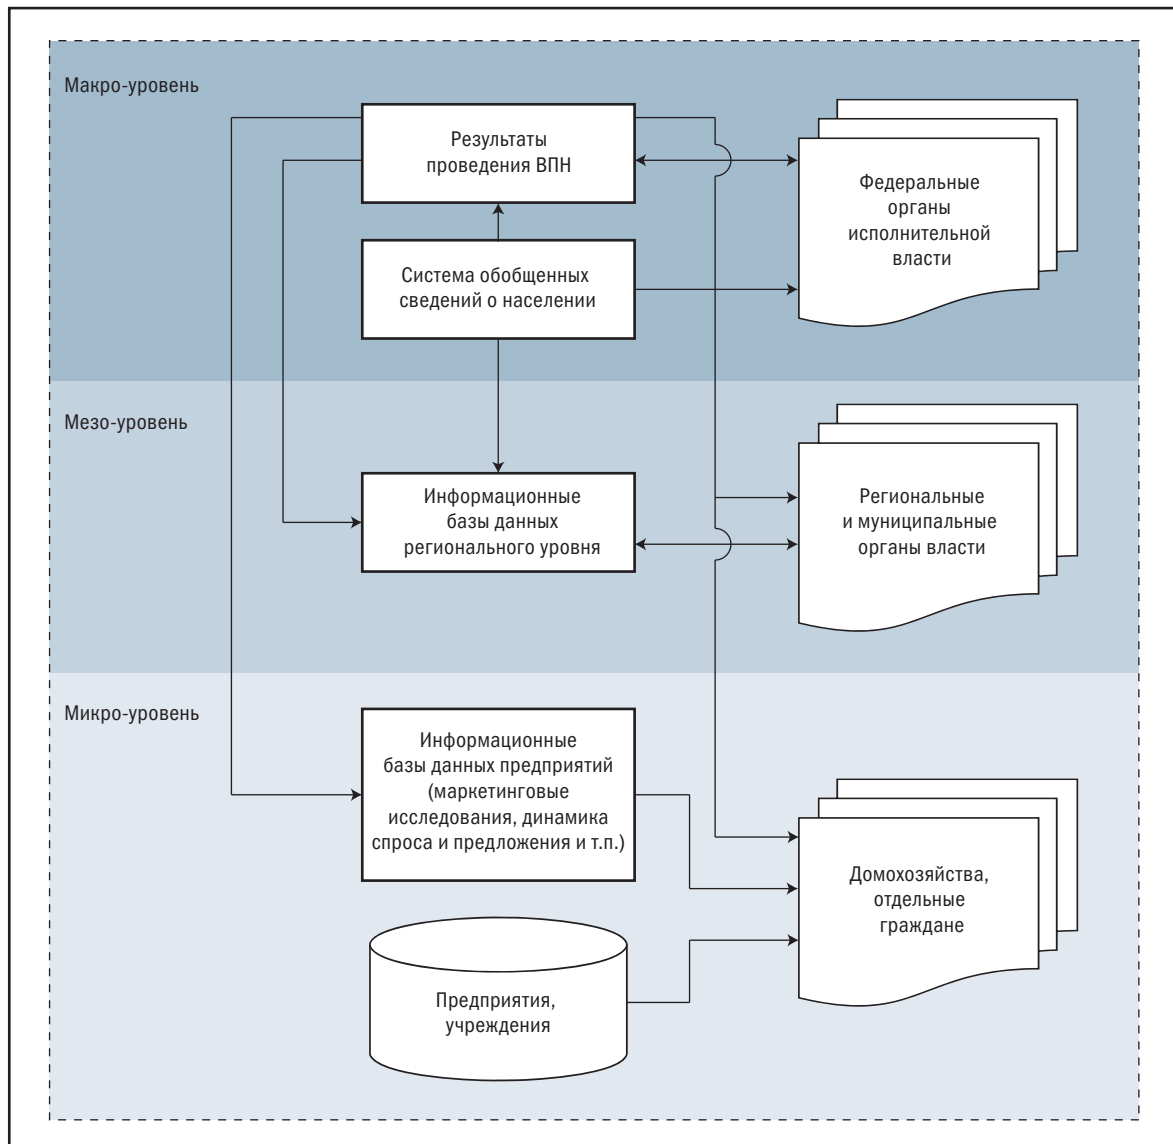 Макро-уровень
Результаты
проведения ВПН
Федеральные
органы
исполнительной
власти
Система обобщенных
сведений о населении
Мезо-уровень
Информационные
базы данных
регионального уровня
Региональные
и муниципальные
органы власти
Микро-уровень
Информационные
базы данных предприятий
(маркетинговые
исследования, динамика
спроса и предложения и т.п.)
Домохозяйства,
отдельные
граждане
Предприятия,
учреждения